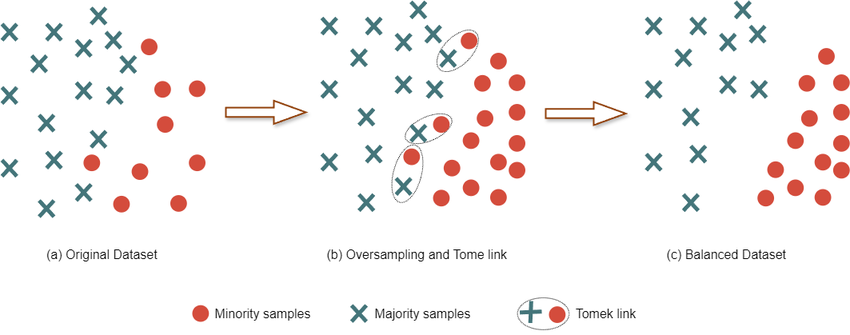 (a) Original Dataset
(b) Oversampling and Tome link
(c) Balanced Dataset
Minority samples
Majority samples
Tomek link